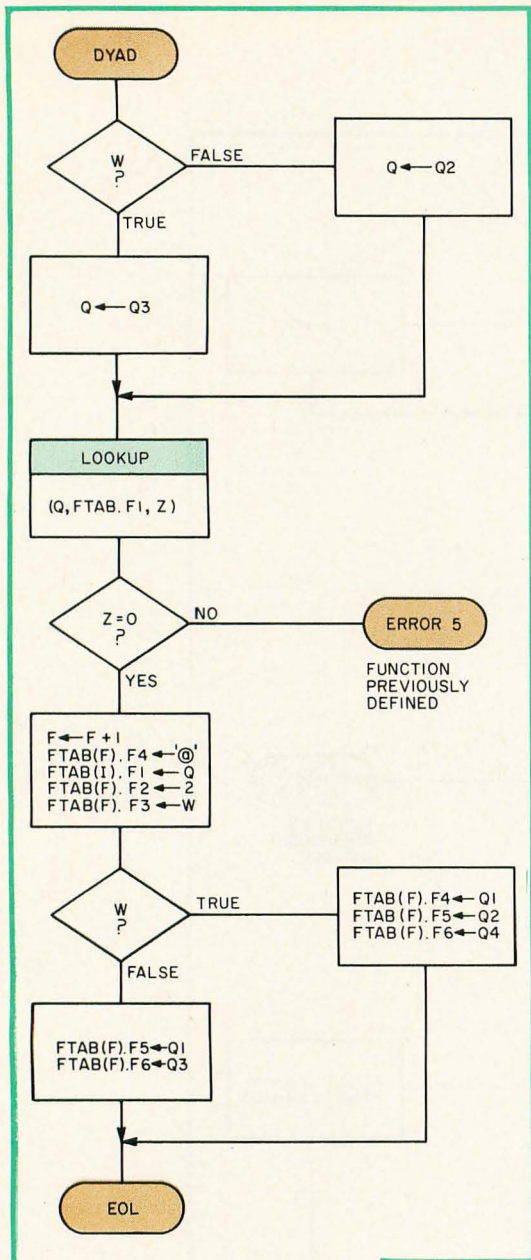 DYAD
W
?
FALSE
Q ← Q2
TRUE
Q ← Q3
LOOKUP
(Q, FTAB. F1, Z)
Z=0
?
NO
ERROR 5
YES
FUNCTION
PREVIOUSLY
DEFINED
F ← F +1
FTAB(F). F4 ← '@'
FTAB(I). F1 ← Q
FTAB(F). F2 ← 2
FTAB(F). F3 ← W
W
?
TRUE
FTAB(F).F4 ← Q1
FTAB(F).F5 ← Q2
FTAB(F).F6 ← Q4
FALSE
FTAB(F).F5 ← Q1
FTAB(F).F6 ← Q3
EOL